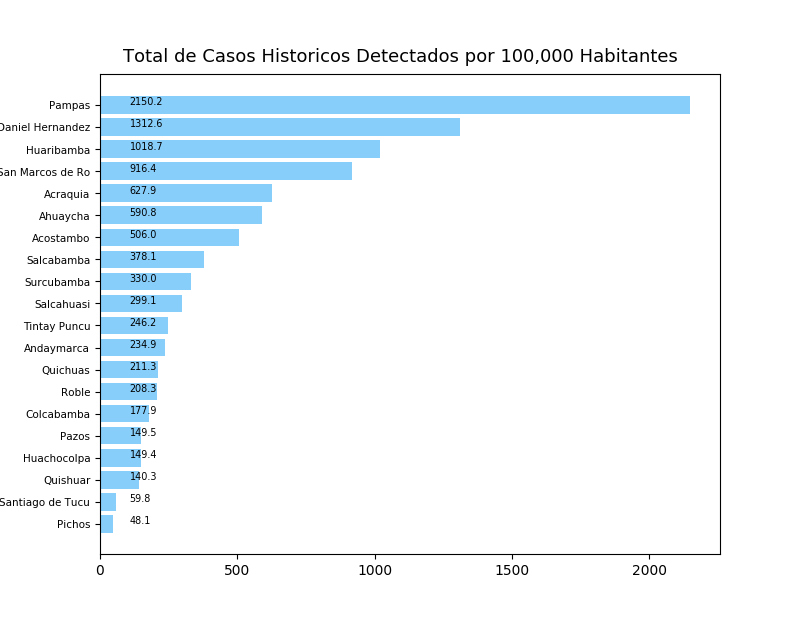 Total de Casos Historicos Detectados por 100,000 Habitantes
Pampas 2150.2
Daniel Hernandez 1312.6
Huaribamba 1018.7
San Marcos de Ro 916.4
Acraquia 627.9
Ahuaycha 590.8
Acostambo 506.0
Salcabamba 378.1
Surcubamba 330.0
Salcahuasi 299.1
Tintay Puncu 246.2
Andaymarca 234.9
Quichuas 211.3
Roble 208.3
Colcabamba 177.9
Pazos 149.5
Huachocolpa 149.4
Quishuar 140.3
Santiago de Tucu 59.8
Pichos 48.1
0 500 1000 1500 2000